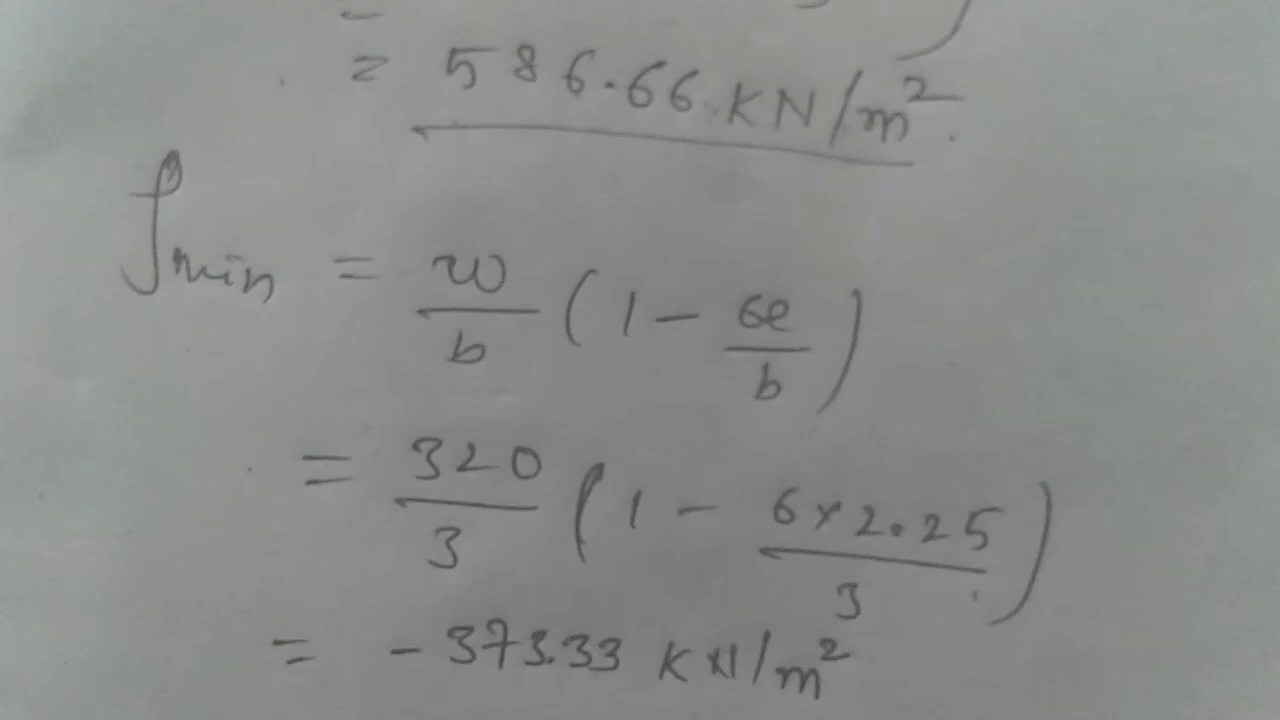 = 586.66 KN/m²
fmin = w/b (1 - 6e/b)
= 320/3 (1 - 6×2.25/3)
= -373.33 KN/m²